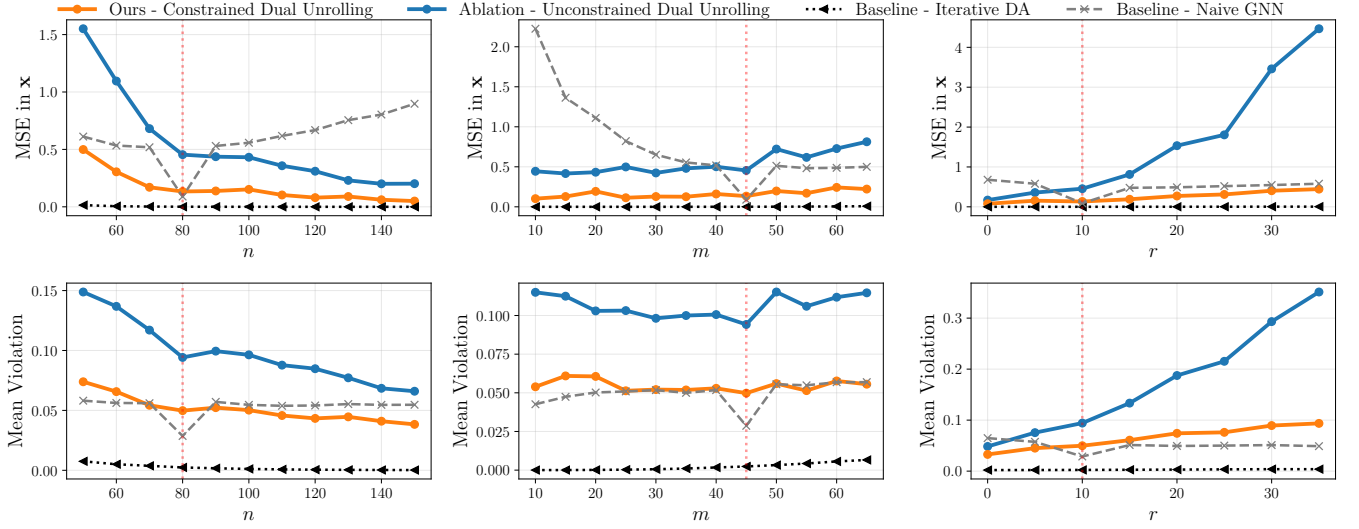 Ours - Constrained Dual Unrolling Ablation - Unconstrained Dual Unrolling Baseline - Iterative DA Baseline - Naive GNN
MSE in x
1.5
1.0
0.5
0.0
60 80 100 120 140
n
MSE in x
2.0
1.5
1.0
0.5
0.0
10 20 30 40 50 60
m
MSE in x
4
2
0
0 10 20 30
r
Mean Violation
0.15
0.10
0.05
0.00
60 80 100 120 140
n
Mean Violation
0.100
0.075
0.050
0.025
0.000
10 20 30 40 50 60
m
Mean Violation
0.3
0.2
0.1
0.0
0 10 20 30
r